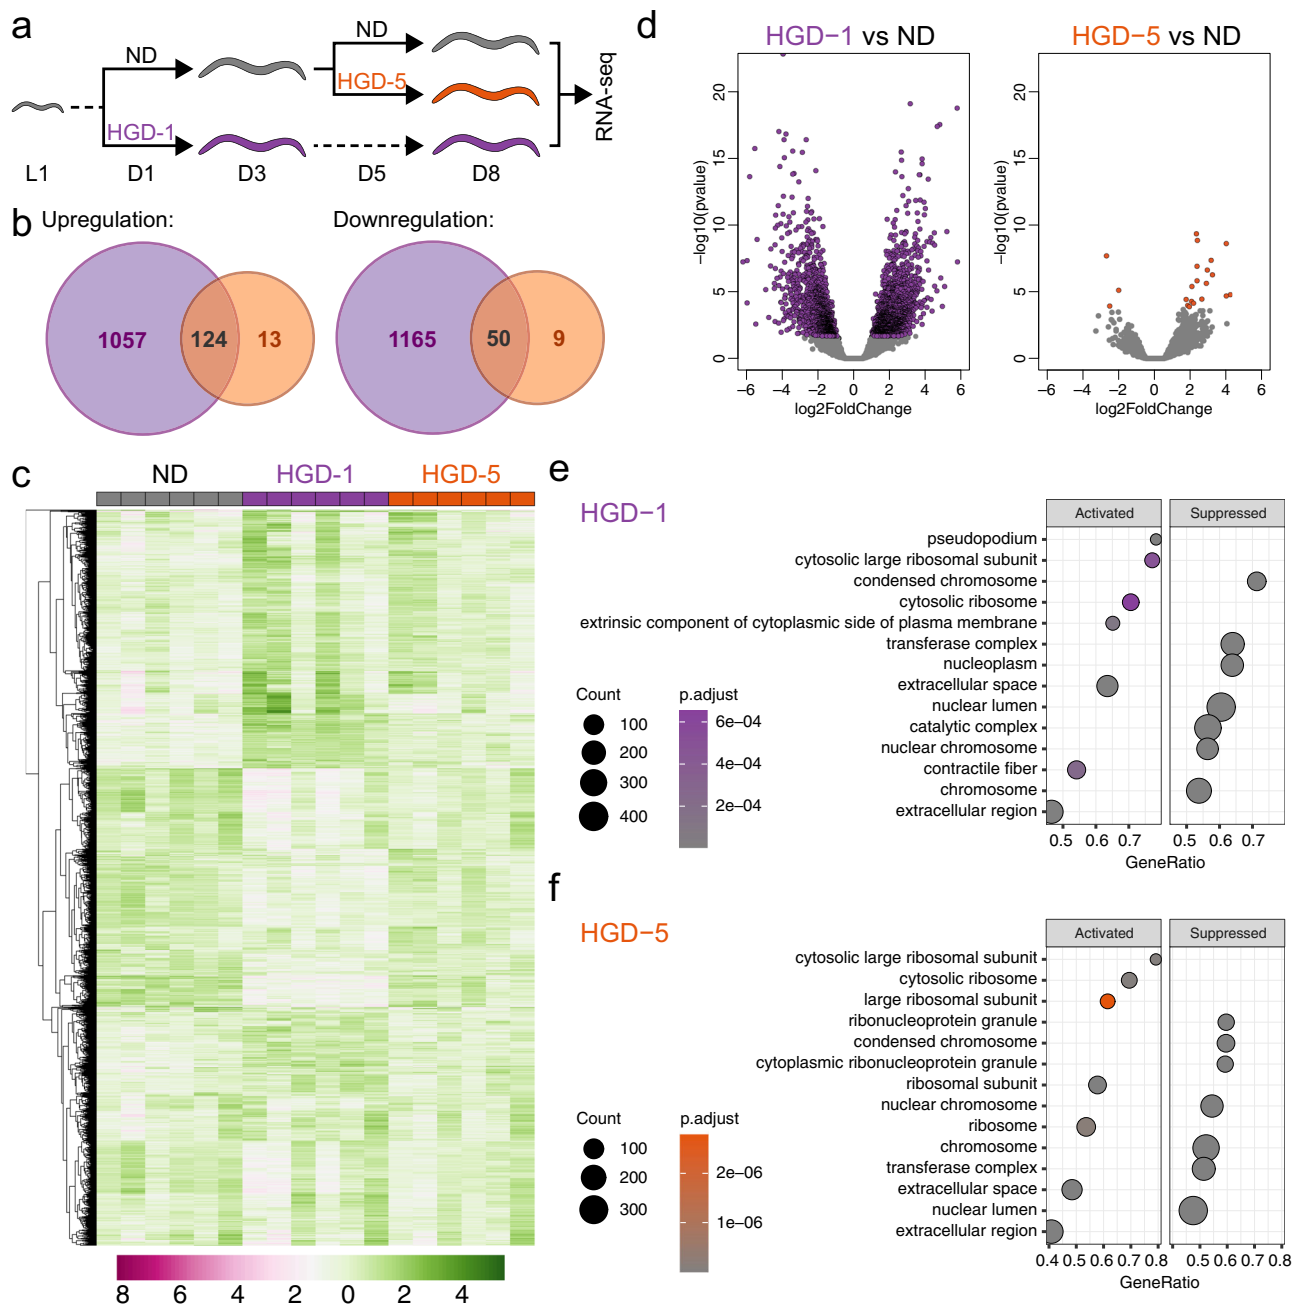 a
ND
ND
HGD-5
HGD-1
RNA-seq
L1
D1
D3
D5
D8
b
Upregulation:
Downregulation:
1057
124
13
1165
50
9
c
ND
HGD-1
HGD-5
8
6
4
2
0
2
4
d
HGD−1 vs ND
HGD−5 vs ND
−log10(pvalue)
20
15
10
5
0
−6
−4
−2
0
2
4
6
log2FoldChange
−log10(pvalue)
20
15
10
5
0
−6
−4
−2
0
2
4
6
log2FoldChange
e
HGD−1
Activated
Suppressed
pseudopodium
cytosolic large ribosomal subunit
condensed chromosome
cytosolic ribosome
extrinsic component of cytoplasmic side of plasma membrane
transferase complex
nucleoplasm
extracellular space
nuclear lumen
catalytic complex
nuclear chromosome
contractile fiber
chromosome
extracellular region
Count
100
200
300
400
p.adjust
6e−04
4e−04
2e−04
0.5 0.6 0.7
0.5 0.6 0.7
GeneRatio
f
HGD−5
Activated
Suppressed
cytosolic large ribosomal subunit
cytosolic ribosome
large ribosomal subunit
ribonucleoprotein granule
condensed chromosome
cytoplasmic ribonucleoprotein granule
ribosomal subunit
nuclear chromosome
ribosome
chromosome
transferase complex
extracellular space
nuclear lumen
extracellular region
Count
100
200
300
p.adjust
2e−06
1e−06
0.4 0.5 0.6 0.7 0.8
0.5 0.6 0.7 0.8
GeneRatio